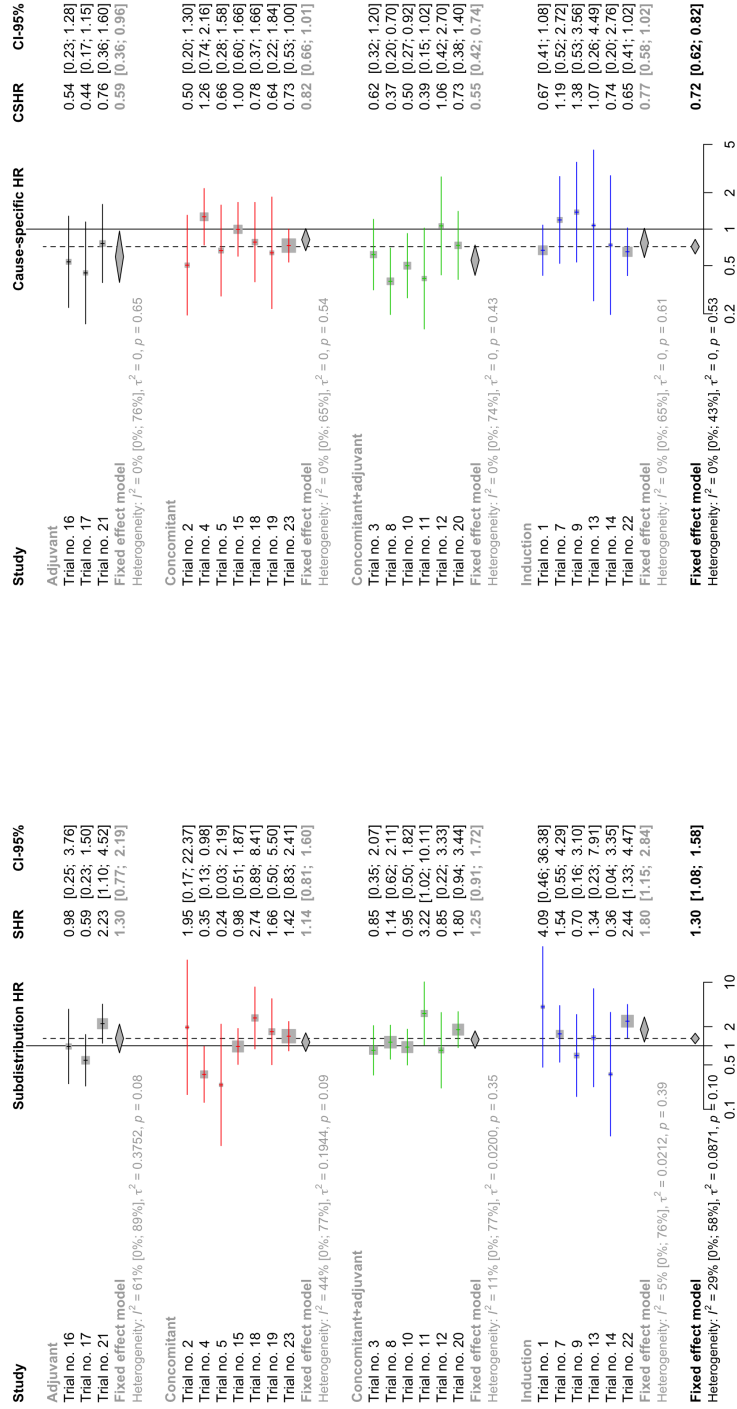 Study Subdistribution HR SHR CI-95%
Adjuvant
Trial no. 16 0.98 [0.25; 3.76]
Trial no. 17 0.59 [0.23; 1.50]
Trial no. 21 2.23 [1.10; 4.52]
Fixed effect model 1.30 [0.77; 2.19]
Heterogeneity: I² = 61% [0%; 89%], τ² = 0.3752, p = 0.08
Concomitant
Trial no. 2 1.95 [0.17; 22.37]
Trial no. 4 0.35 [0.13; 0.98]
Trial no. 5 0.24 [0.03; 2.19]
Trial no. 15 0.98 [0.51; 1.87]
Trial no. 18 2.74 [0.89; 8.41]
Trial no. 19 1.66 [0.50; 5.50]
Trial no. 23 1.42 [0.83; 2.41]
Fixed effect model 1.14 [0.81; 1.60]
Heterogeneity: I² = 44% [0%; 77%], τ² = 0.1944, p = 0.09
Concomitant+adjuvant
Trial no. 3 0.85 [0.35; 2.07]
Trial no. 8 1.14 [0.62; 2.11]
Trial no. 10 0.95 [0.50; 1.82]
Trial no. 11 3.22 [1.02; 10.11]
Trial no. 12 0.85 [0.22; 3.33]
Trial no. 20 1.80 [0.94; 3.44]
Fixed effect model 1.25 [0.91; 1.72]
Heterogeneity: I² = 11% [0%; 77%], τ² = 0.0200, p = 0.35
Induction
Trial no. 1 4.09 [0.46; 36.38]
Trial no. 7 1.54 [0.55; 4.29]
Trial no. 9 0.70 [0.16; 3.10]
Trial no. 13 1.34 [0.23; 7.91]
Trial no. 14 0.36 [0.04; 3.35]
Trial no. 22 2.44 [1.33; 4.47]
Fixed effect model 1.80 [1.15; 2.84]
Heterogeneity: I² = 5% [0%; 76%], τ² = 0.0212, p = 0.39
Fixed effect model 1.30 [1.08; 1.58]
Heterogeneity: I² = 29% [0%; 58%], τ² = 0.0871, p = 0.10
0.1 0.5 1 2 10
Study Cause-specific HR CSHR CI-95%
Adjuvant
Trial no. 16 0.54 [0.23; 1.28]
Trial no. 17 0.44 [0.17; 1.15]
Trial no. 21 0.76 [0.36; 1.60]
Fixed effect model 0.59 [0.36; 0.96]
Heterogeneity: I² = 0% [0%; 76%], τ² = 0, p = 0.65
Concomitant
Trial no. 2 0.50 [0.20; 1.30]
Trial no. 4 1.26 [0.74; 2.16]
Trial no. 5 0.66 [0.28; 1.58]
Trial no. 15 1.00 [0.60; 1.66]
Trial no. 18 0.78 [0.37; 1.66]
Trial no. 19 0.64 [0.22; 1.84]
Trial no. 23 0.73 [0.53; 1.00]
Fixed effect model 0.82 [0.66; 1.01]
Heterogeneity: I² = 0% [0%; 65%], τ² = 0, p = 0.54
Concomitant+adjuvant
Trial no. 3 0.62 [0.32; 1.20]
Trial no. 8 0.37 [0.20; 0.70]
Trial no. 10 0.50 [0.27; 0.92]
Trial no. 11 0.39 [0.15; 1.02]
Trial no. 12 1.06 [0.42; 2.70]
Trial no. 20 0.73 [0.38; 1.40]
Fixed effect model 0.55 [0.42; 0.74]
Heterogeneity: I² = 0% [0%; 74%], τ² = 0, p = 0.43
Induction
Trial no. 1 0.67 [0.41; 1.08]
Trial no. 7 1.19 [0.52; 2.72]
Trial no. 9 1.38 [0.53; 3.56]
Trial no. 13 1.07 [0.26; 4.49]
Trial no. 14 0.74 [0.20; 2.76]
Trial no. 22 0.65 [0.41; 1.02]
Fixed effect model 0.77 [0.58; 1.02]
Heterogeneity: I² = 0% [0%; 65%], τ² = 0, p = 0.61
Fixed effect model 0.72 [0.62; 0.82]
Heterogeneity: I² = 0% [0%; 43%], τ² = 0, p = 0.53
0.2 0.5 1 2 5